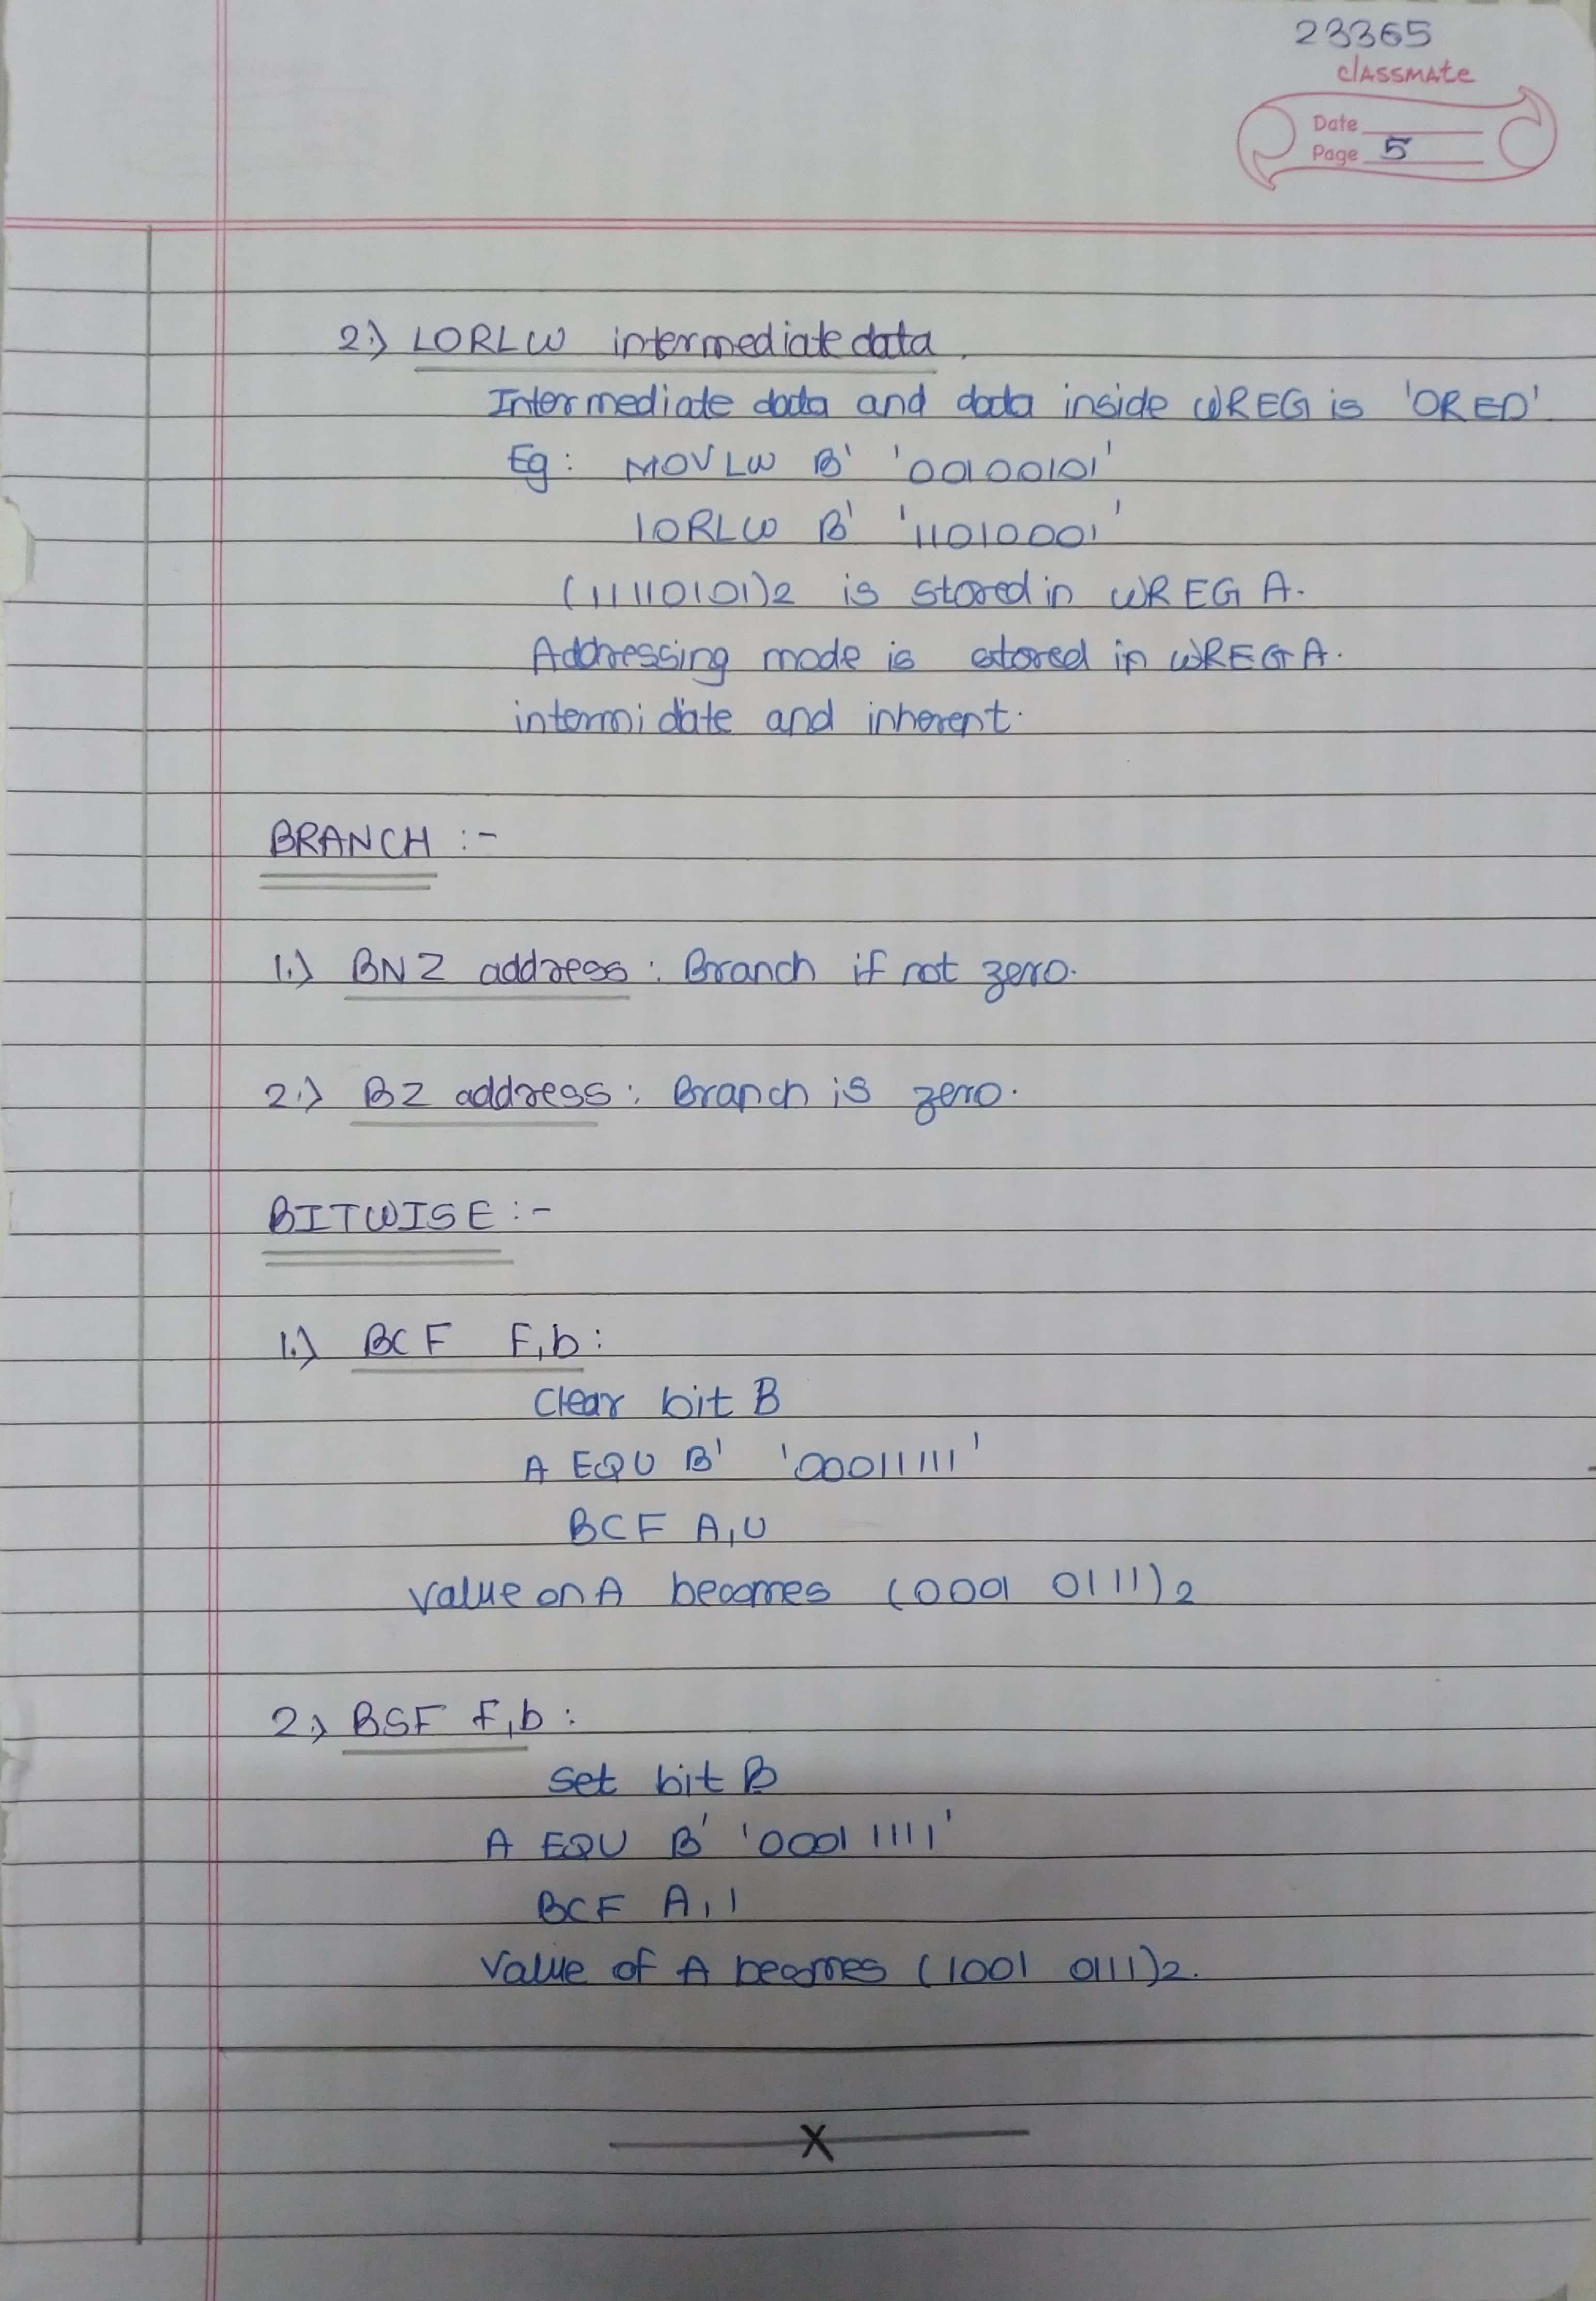 23365
classmate
Date
Page 5
2.) LORLW intermediate data.
Intermediate data and data inside WREG is 'ORED'
Eg: MOVLW B' '00100101'
IORLW B' '11010001'
(11110101)2 is stored in WREG A.
Addressing mode is stored in WREG A.
intermidiate and inherent.
BRANCH :-
1.) BNZ address : Branch if not zero.
2.) BZ address : Branch is zero.
BITWISE :-
1.) BCF F,b :
Clear bit B
A EQU B' '00011111'
BCF A,U
Value on A becomes (0001 0111)2
2.) BSF F,b :
Set bit B
A EQU B' '00011111'
BCF A,1
Value of A becomes (1001 0111)2.
X